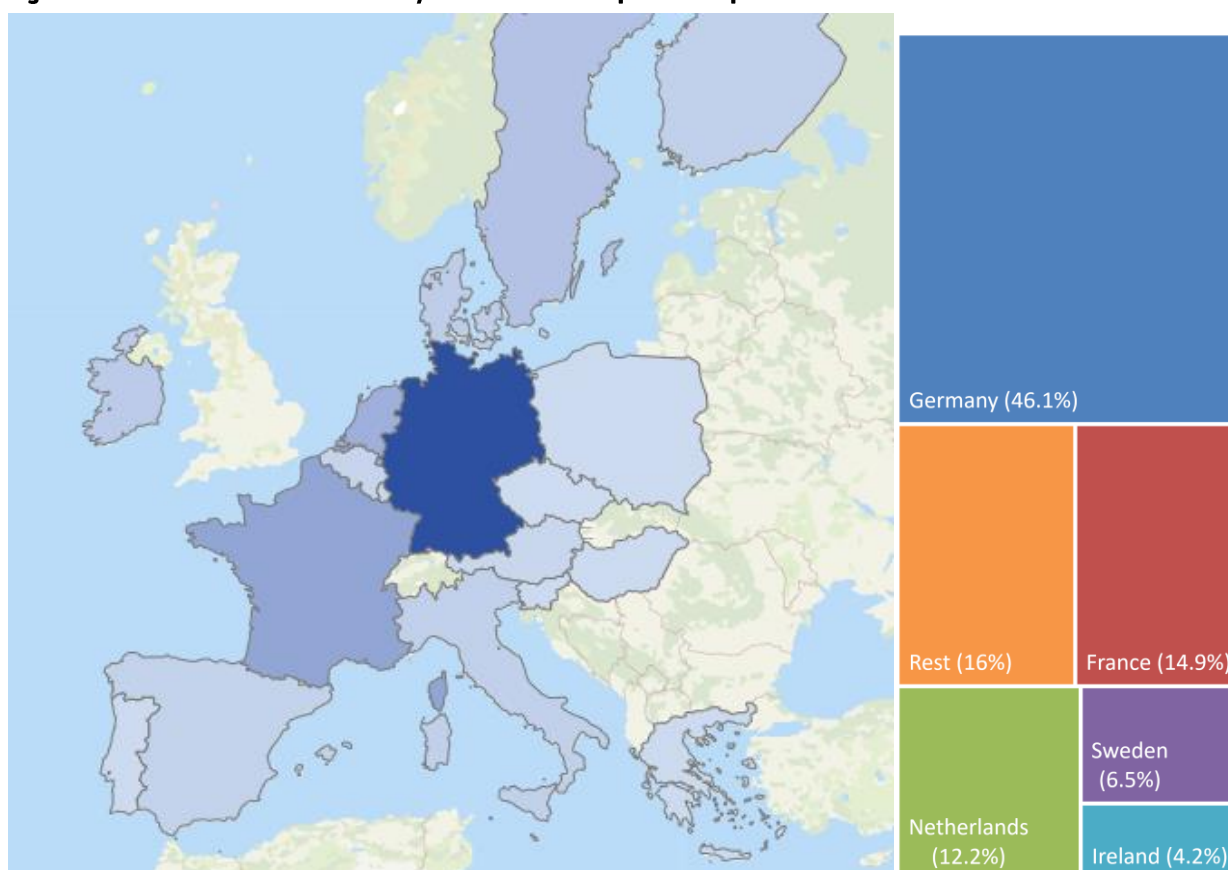 Germany (46.1%)
Rest (16%)
France (14.9%)
Netherlands
(12.2%)
Sweden
(6.5%)
Ireland (4.2%)